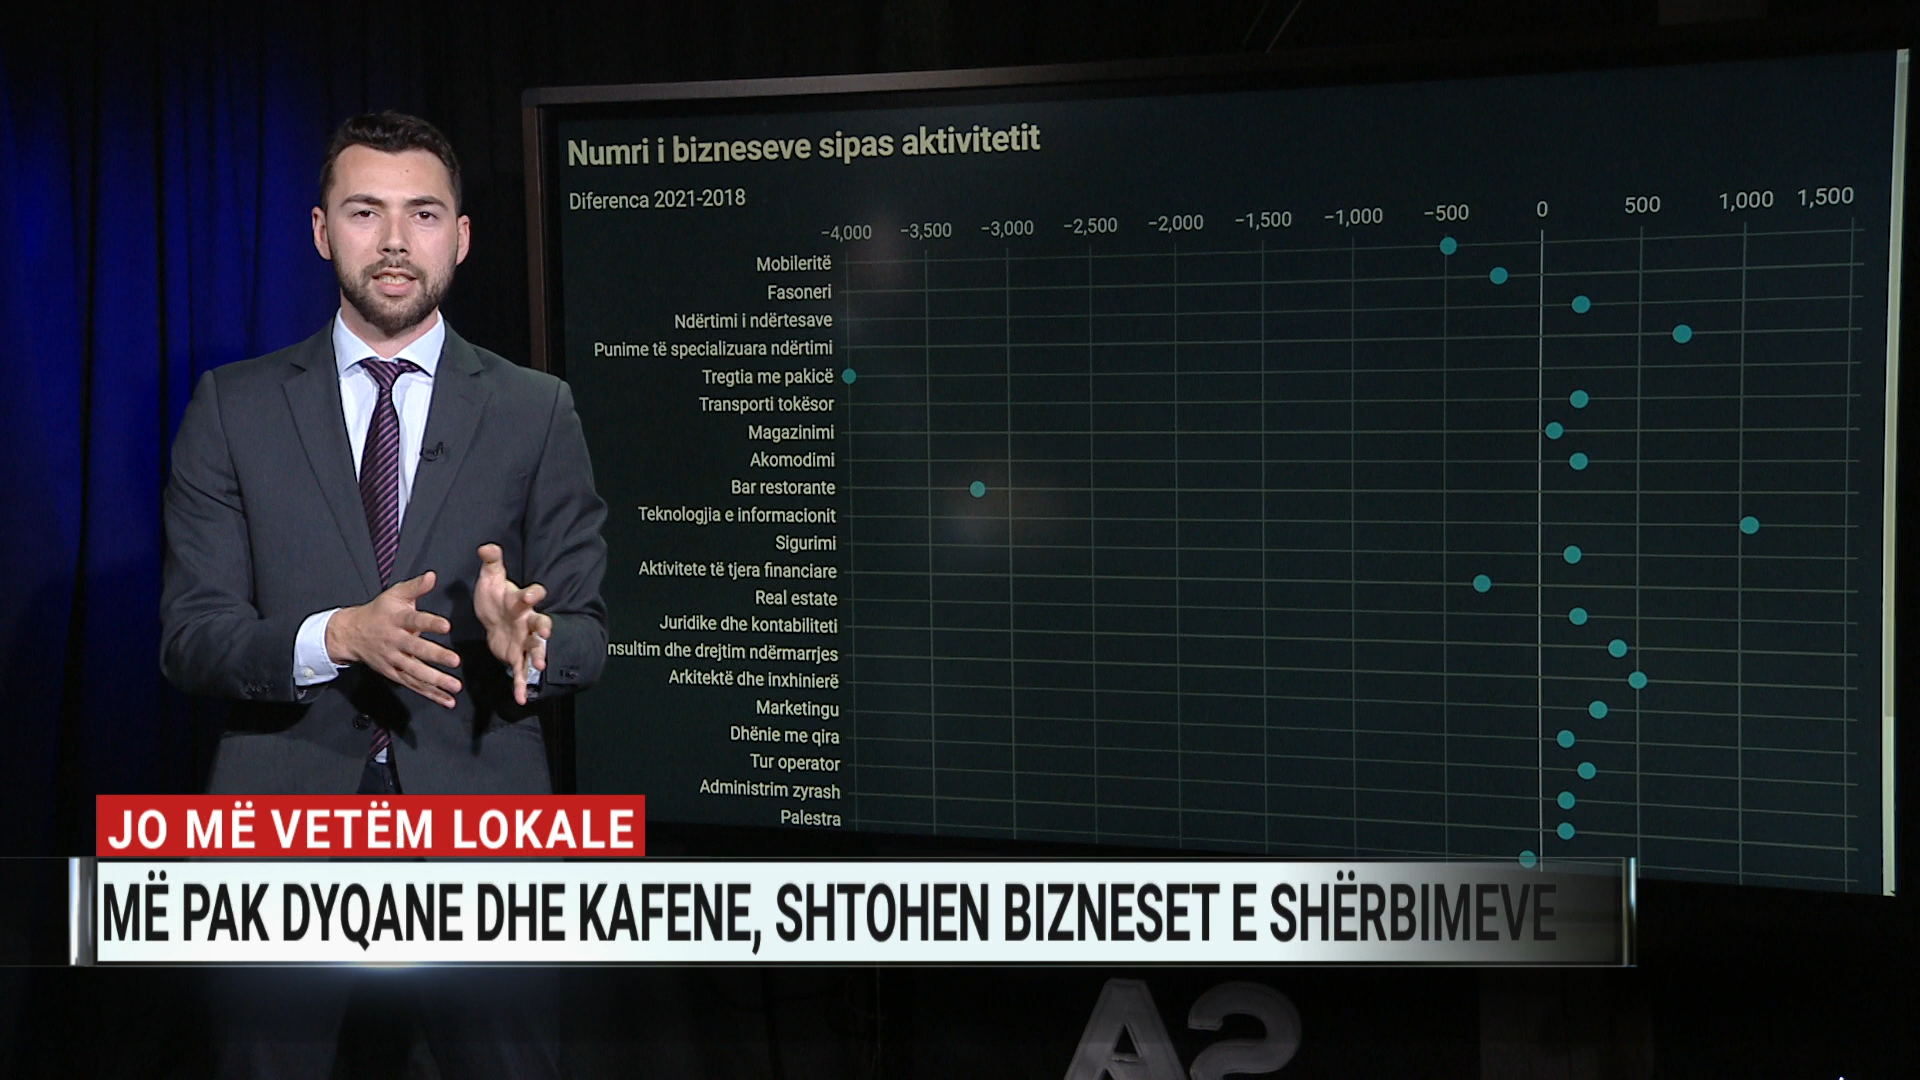 Numri i bizneseve sipas aktivitetit
Diferenca 2021-2018
−4,000 −3,500 −3,000 −2,500 −2,000 −1,500 −1,000 −500 0 500 1,000 1,500
Mobileritë
Fasoneri
Ndërtimi i ndërtesave
Punime të specializuara ndërtimi
Tregtia me pakicë
Transporti tokësor
Magazinimi
Akomodimi
Bar restorante
Teknologjia e informacionit
Sigurimi
Aktivitete të tjera financiare
Real estate
Juridike dhe kontabiliteti
nsultim dhe drejtim ndërmarrjes
Arkitektë dhe inxhinierë
Marketingu
Dhënie me qira
Tur operator
Administrim zyrash
Palestra
JO MË VETËM LOKALE
MË PAK DYQANE DHE KAFENE, SHTOHEN BIZNESET E SHËRBIMEVE